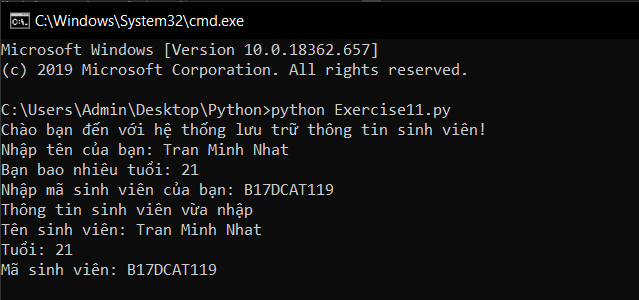 C:\Windows\System32\cmd.exe
Microsoft Windows [Version 10.0.18362.657]
(c) 2019 Microsoft Corporation. All rights reserved.
C:\Users\Admin\Desktop\Python>python Exercise11.py
Chào bạn đến với hệ thống lưu trữ thông tin sinh viên!
Nhập tên của bạn: Tran Minh Nhat
Bạn bao nhiêu tuổi: 21
Nhập mã sinh viên của bạn: B17DCAT119
Thông tin sinh viên vừa nhập
Tên sinh viên: Tran Minh Nhat
Tuổi: 21
Mã sinh viên: B17DCAT119